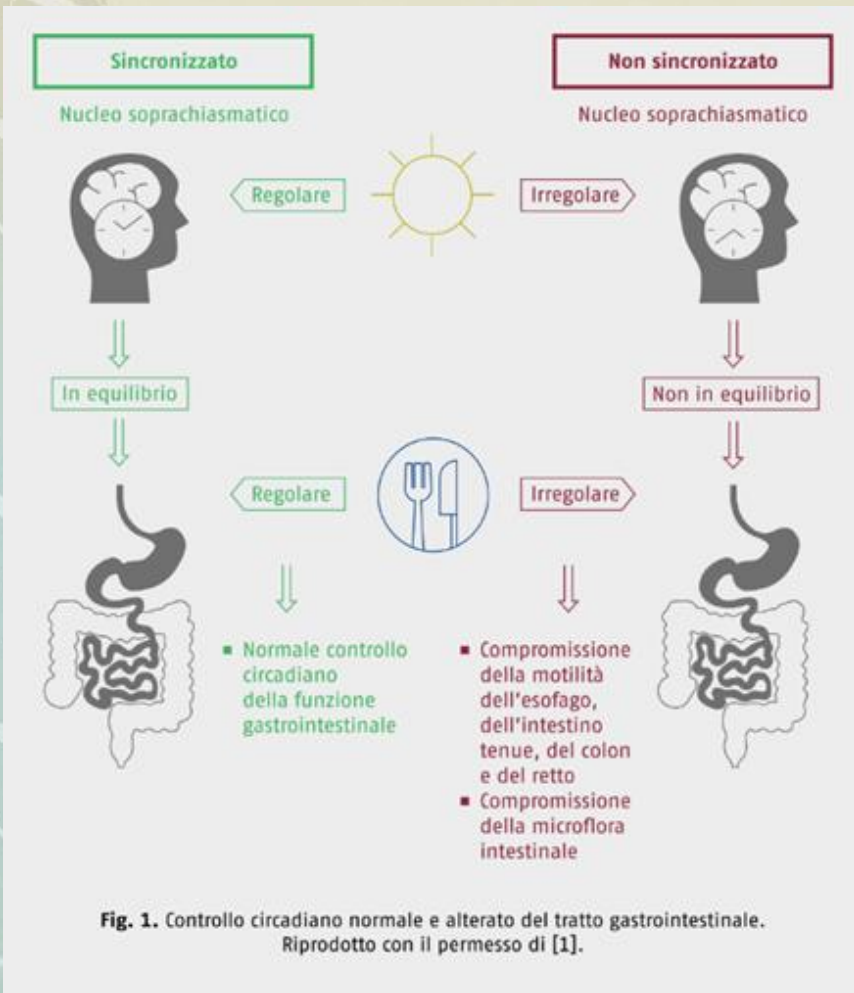 Sincronizzato
Non sincronizzato
Nucleo soprachiasmatico
Nucleo soprachiasmatico
Regolare
Irregolare
In equilibrio
Non in equilibrio
Regolare
Irregolare
▪ Normale controllo
circadiano
della funzione
gastrointestinale
▪ Compromissione
della motilità
dell'esofago,
dell'intestino
tenue, del colon
e del retto
▪ Compromissione
della microflora
intestinale
Fig. 1. Controllo circadiano normale e alterato del tratto gastrointestinale.
Riprodotto con il permesso di [1].